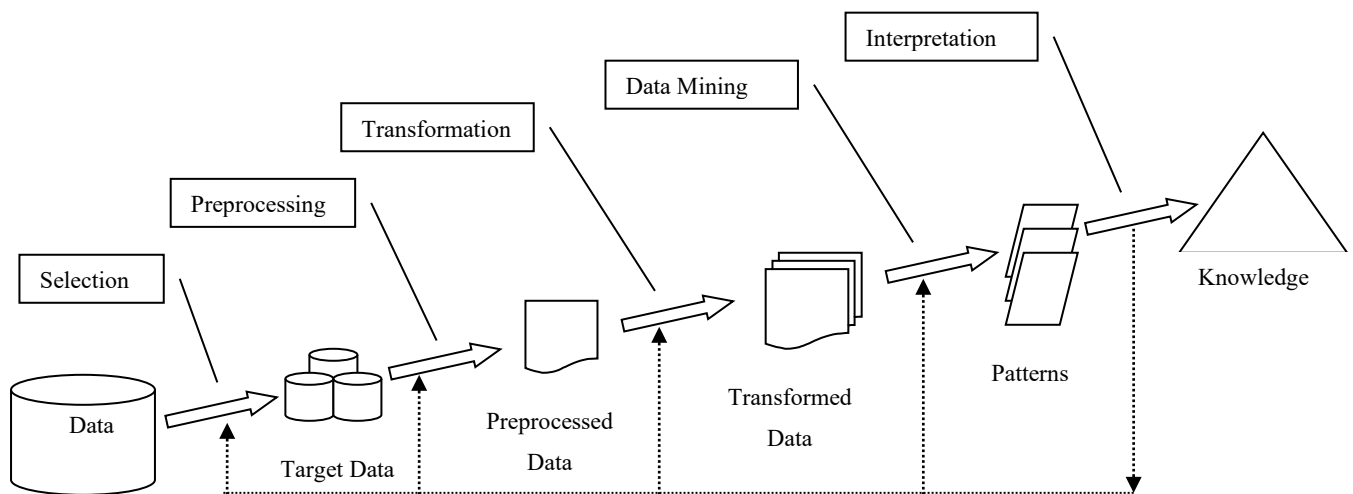 Interpretation
Data Mining
Transformation
Preprocessing
Selection
Knowledge
Patterns
Transformed
Data
Preprocessed
Data
Target Data
Data